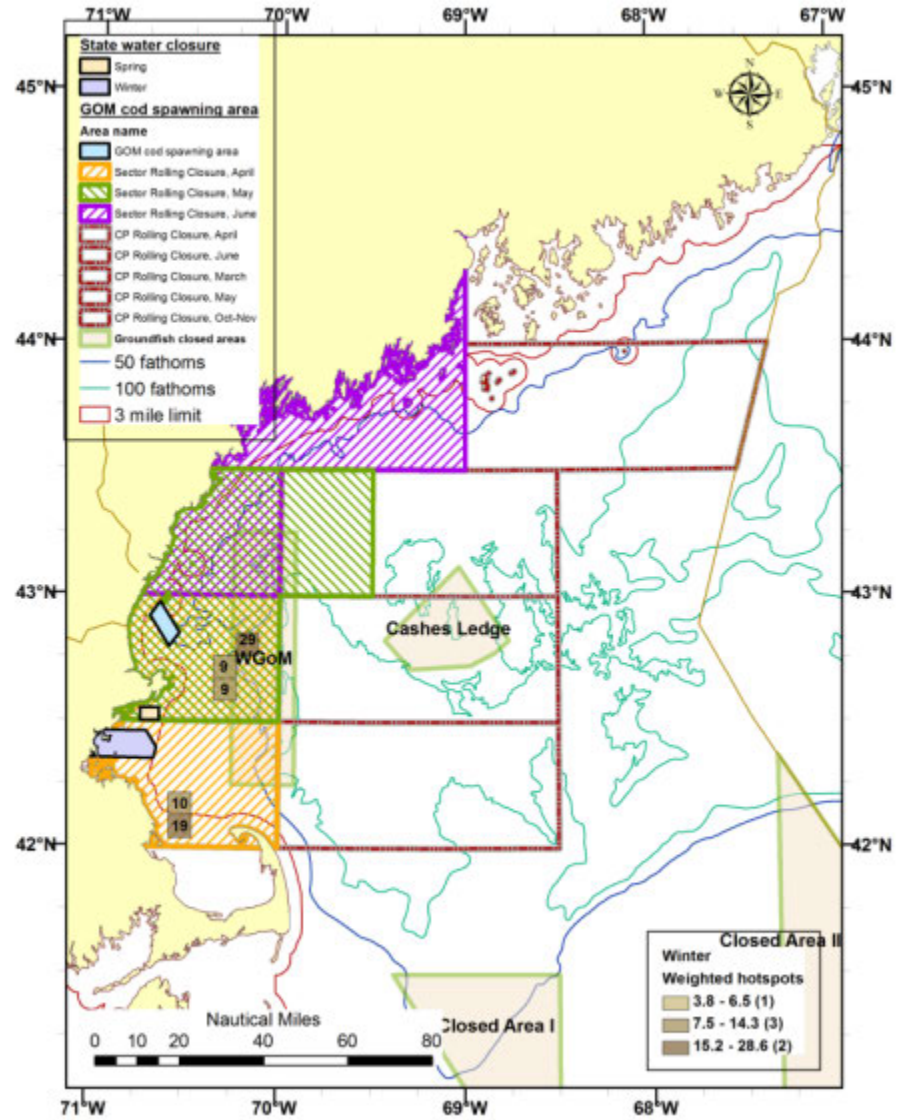 71°W 70°W 69°W 68°W 67°W
State water closure
Spring
Winter
GOM cod spawning area
Area name
GOM cod spawning area
Sector Rolling Closure, April
Sector Rolling Closure, May
Sector Rolling Closure, June
CP Rolling Closure, April
CP Rolling Closure, June
CP Rolling Closure, March
CP Rolling Closure, May
CP Rolling Closure, Oct-Nov
Groundfish closed areas
50 fathoms
100 fathoms
3 mile limit
N
W E
S
45°N 45°N
44°N 44°N
43°N 43°N
Cashes Ledge
29
WGoM
9
9
10
19
42°N 42°N
Closed Area II
Closed Area I
Winter
Weighted hotspots
3.8 - 6.5 (1)
7.5 - 14.3 (3)
15.2 - 28.6 (2)
Nautical Miles
0 10 20 40 60 80
71°W 70°W 69°W 68°W